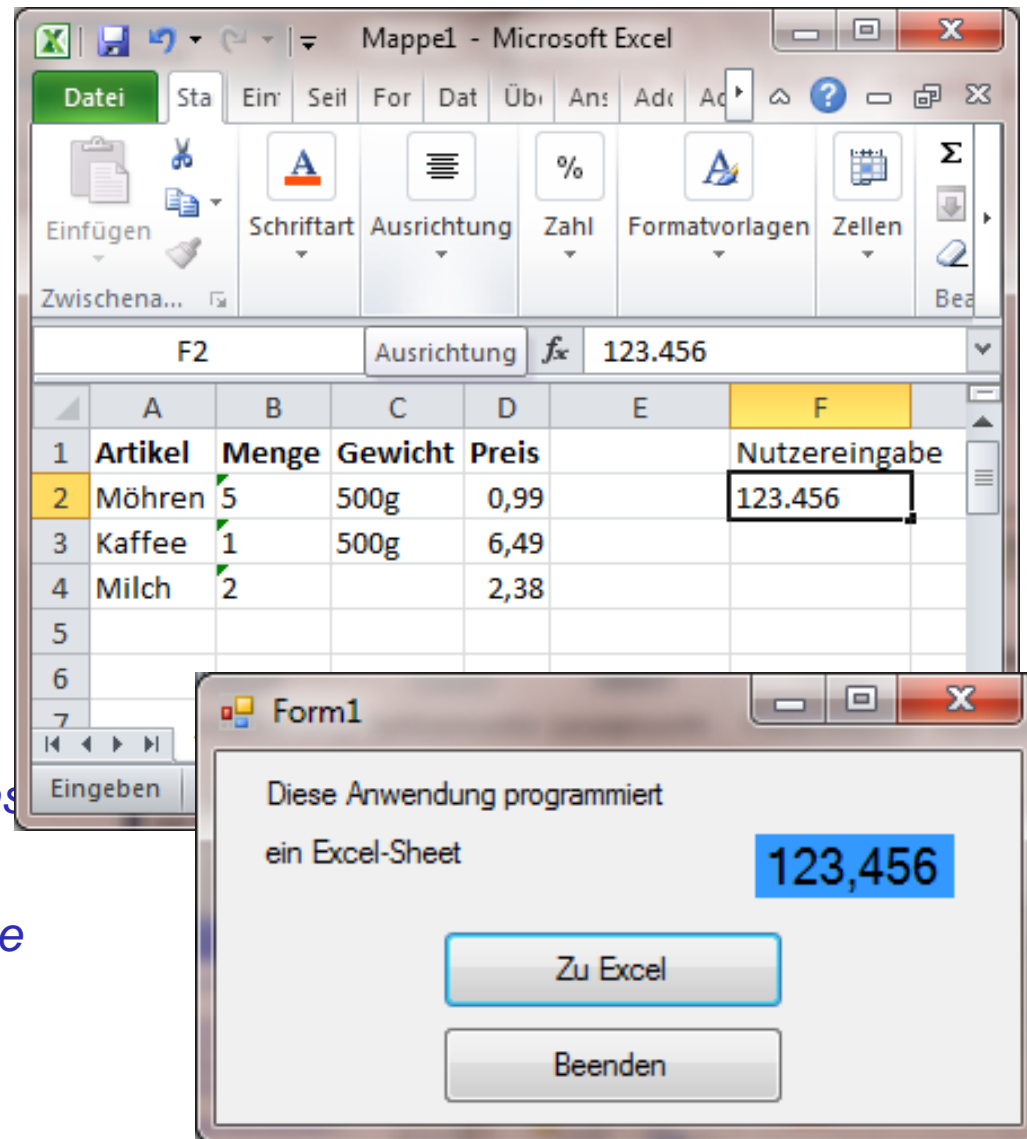 Mappe1 - Microsoft Excel
Datei Sta Ein Seit For Dat Übe Ans Add Ad
Einfügen Schriftart Ausrichtung % Zahl Formatvorlagen Zellen Σ
Zwischena... Bea
F2 Ausrichtung fx 123.456
A B C D E F
1 Artikel Menge Gewicht Preis Nutzereingabe
2 Möhren 5 500g 0,99 123.456
3 Kaffee 1 500g 6,49
4 Milch 2 2,38
5
6
7
Eingeben
Form1
Diese Anwendung programmiert
ein Excel-Sheet
123,456
Zu Excel
Beenden
e